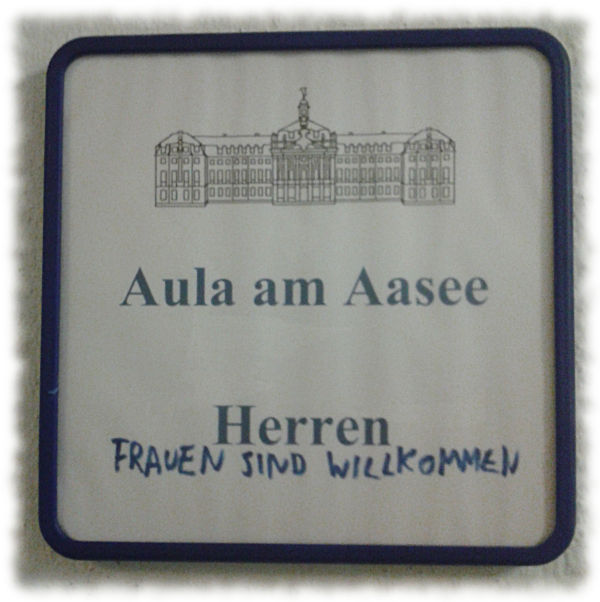 Aula am Aasee
Herren
FRAUEN SIND WILLKOMMEN